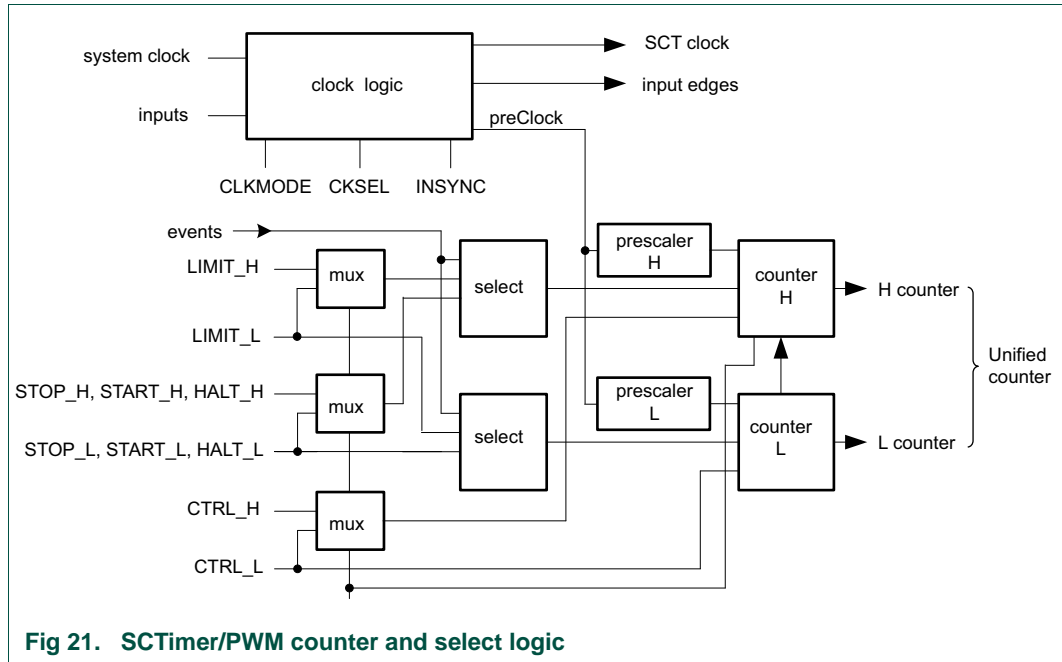 system clock
inputs
clock logic
SCT clock
input edges
preClock
CLKMODE
CKSEL
INSYNC
events
LIMIT_H
mux
LIMIT_L
select
prescaler
H
counter
H
H counter
STOP_H, START_H, HALT_H
mux
STOP_L, START_L, HALT_L
select
prescaler
L
counter
L
L counter
Unified
counter
CTRL_H
mux
CTRL_L
Fig 21. SCTimer/PWM counter and select logic